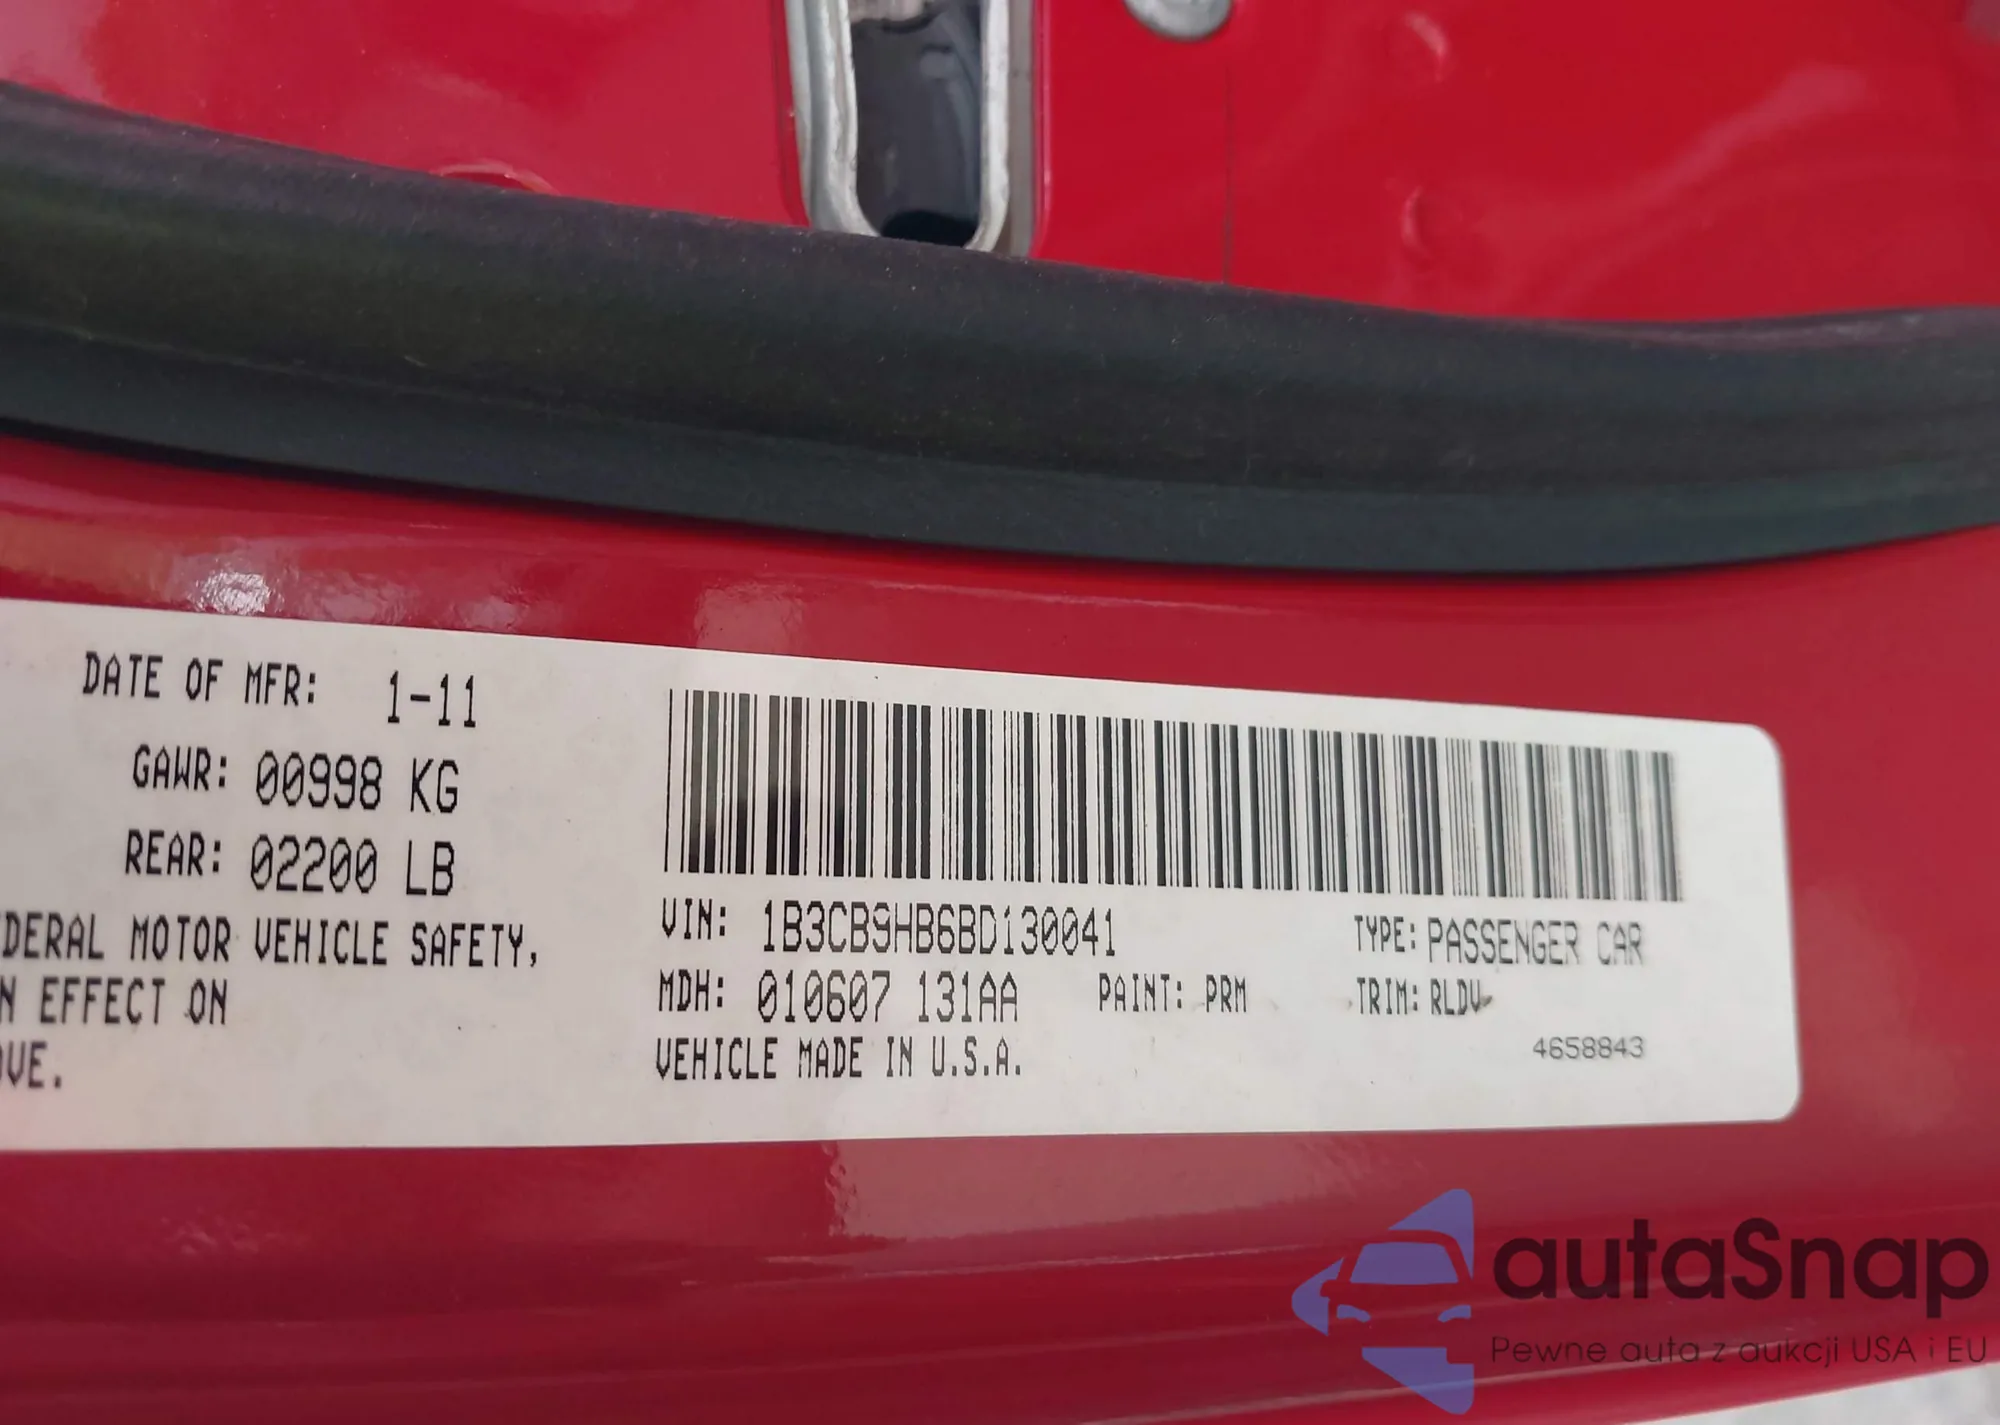 DATE OF MFR: 1-11
GAWR: 00998 KG
REAR: 02200 LB
DERAL MOTOR VEHICLE SAFETY,
N EFFECT ON
OVE.
VIN: 1B3CB9HB6BD130041
TYPE: PASSENGER CAR
MDH: 010607 131AA
PAINT: PRM
TRIM: RLDV
VEHICLE MADE IN U.S.A.
4658843
autaSnap
Pewne auta z aukcji USA i EU